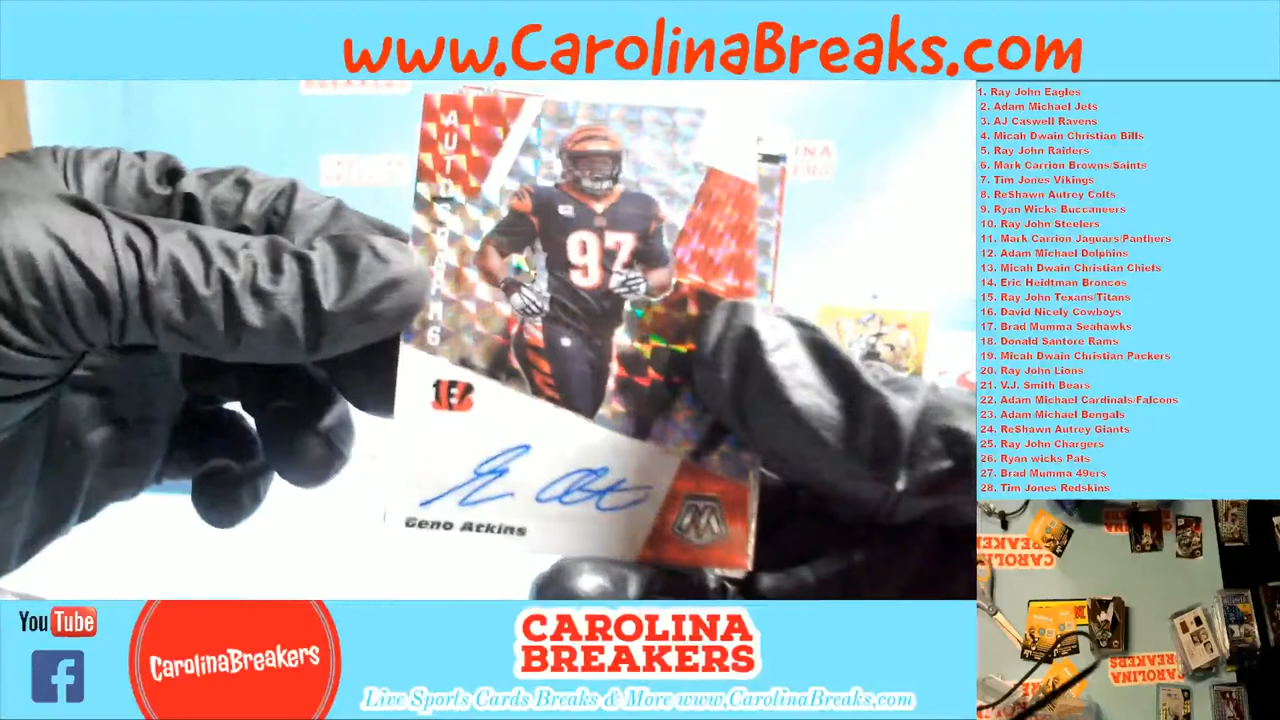 www.CarolinaBreaks.com
AUTOGRAPHS
97
Geno Atkins
1. Ray John Eagles
2. Adam Michael Jets
3. AJ Caswell Ravens
4. Micah Dwain Christian Bills
5. Ray John Raiders
6. Mark Carrion Browns/Saints
7. Tim Jones Vikings
8. ReShawn Autrey Colts
9. Ryan Wicks Buccaneers
10. Ray John Steelers
11. Mark Carrion Jaguars/Panthers
12. Adam Michael Dolphins
13. Micah Dwain Christian Chiefs
14. Eric Heidtman Broncos
15. Ray John Texans/Titans
16. David Nicely Cowboys
17. Brad Mumma Seahawks
18. Donald Santore Rams
19. Micah Dwain Christian Packers
20. Ray John Lions
21. V.J. Smith Bears
22. Adam Michael Cardinals/Falcons
23. Adam Michael Bengals
24. ReShawn Autrey Giants
25. Ray John Chargers
26. Ryan wicks Pats
27. Brad Mumma 49ers
28. Tim Jones Redskins
CAROLINA
BREAKERS
YouTube
CarolinaBreakers
CAROLINA
BREAKERS
Live Sports Cards Breaks & More www.CarolinaBreaks.com